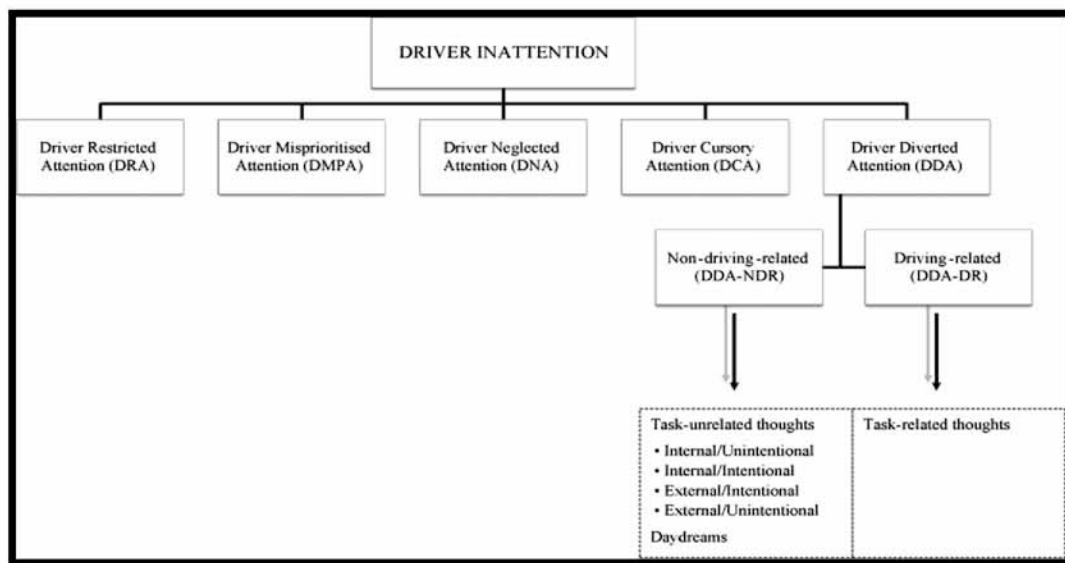 DRIVER INATTENTION
Driver Restricted
Attention (DRA)
Driver Misprioritised
Attention (DMPA)
Driver Neglected
Attention (DNA)
Driver Cursory
Attention (DCA)
Driver Diverted
Attention (DDA)
Non-driving-related
(DDA-NDR)
Driving-related
(DDA-DR)
Task-unrelated thoughts
• Internal/Unintentional
• Internal/Intentional
• External/Intentional
• External/Unintentional
Daydreams
Task-related thoughts